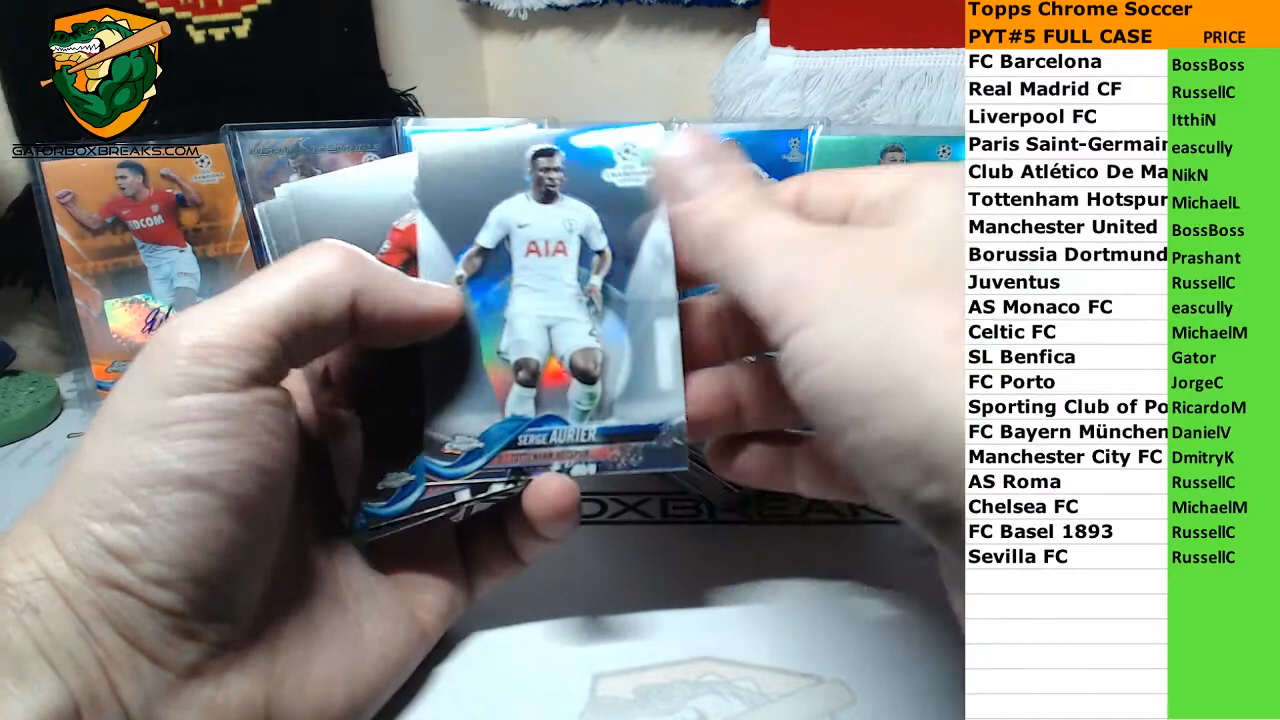 GATORBOXBREAKS.COM
AIA
SERGE AURIER
TOTTENHAM HOTSPUR
OXBREAK
Topps Chrome Soccer
PYT#5 FULL CASE PRICE
FC Barcelona BossBoss
Real Madrid CF RussellC
Liverpool FC ItthiN
Paris Saint-Germain eascully
Club Atlético De Ma NikN
Tottenham Hotspur MichaelL
Manchester United BossBoss
Borussia Dortmund Prashant
Juventus RussellC
AS Monaco FC eascully
Celtic FC MichaelM
SL Benfica Gator
FC Porto JorgeC
Sporting Club of Po RicardoM
FC Bayern München DanielV
Manchester City FC DmitryK
AS Roma RussellC
Chelsea FC MichaelM
FC Basel 1893 RussellC
Sevilla FC RussellC